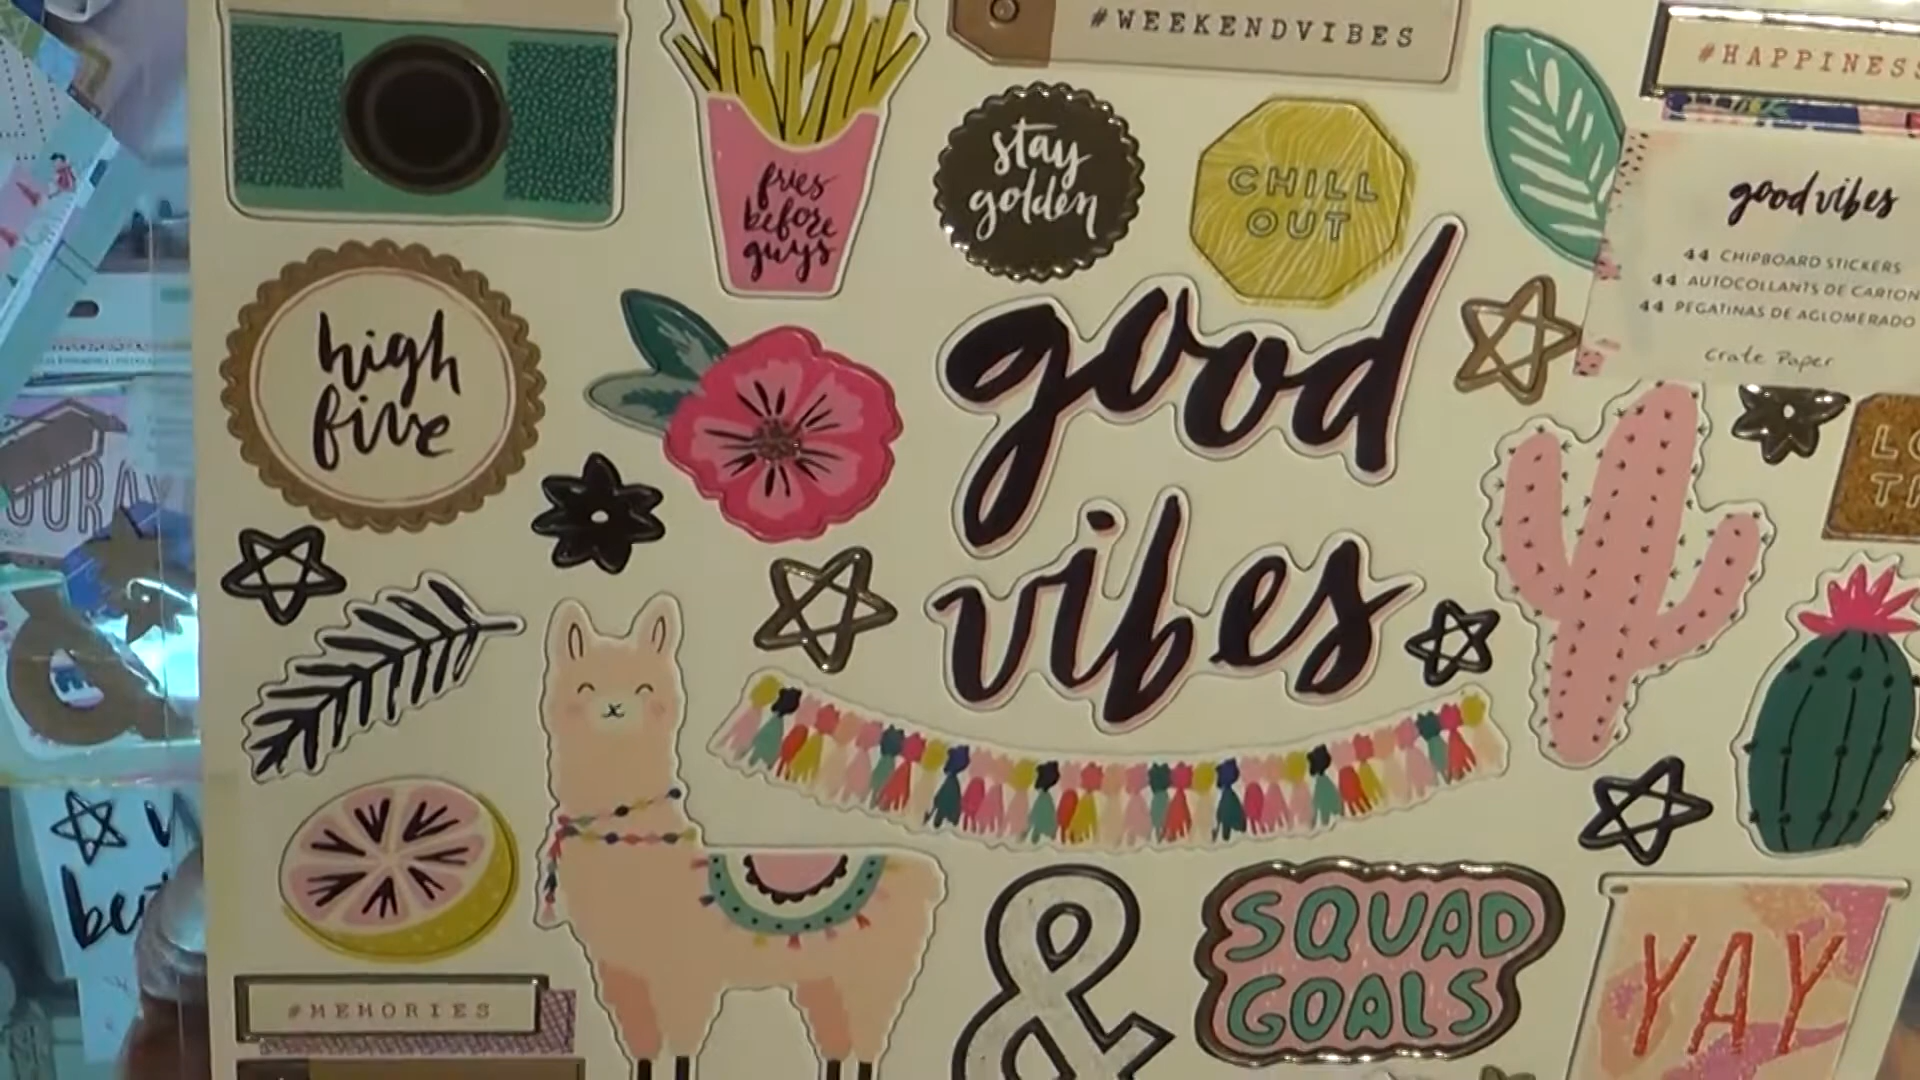 #WEEKENDVIBES
#HAPPINESS
fries
before
guys
stay
golden
CHILL
OUT
good vibes
44 CHIPBOARD STICKERS
44 AUTOCOLLANTS DE CARTON
44 PEGATINAS DE AGLOMERADO
Crate Paper
high
five
good
vibes
&
SQUAD
GOALS
YAY
#MEMORIES